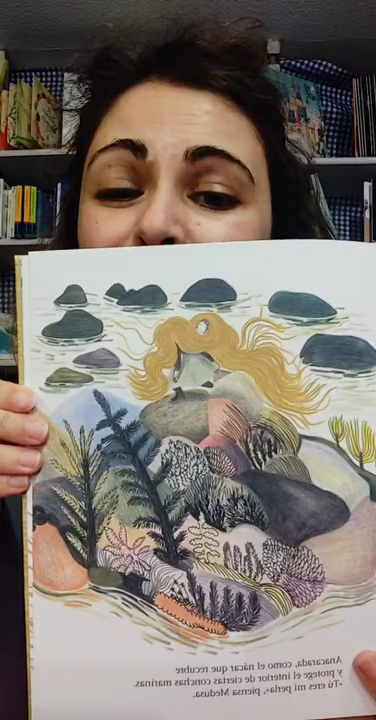 Anacarada, como el nácar que recubre
y protege el interior de ciertas conchas marinas.
«Tú eres mi perla», piensa Medusa.